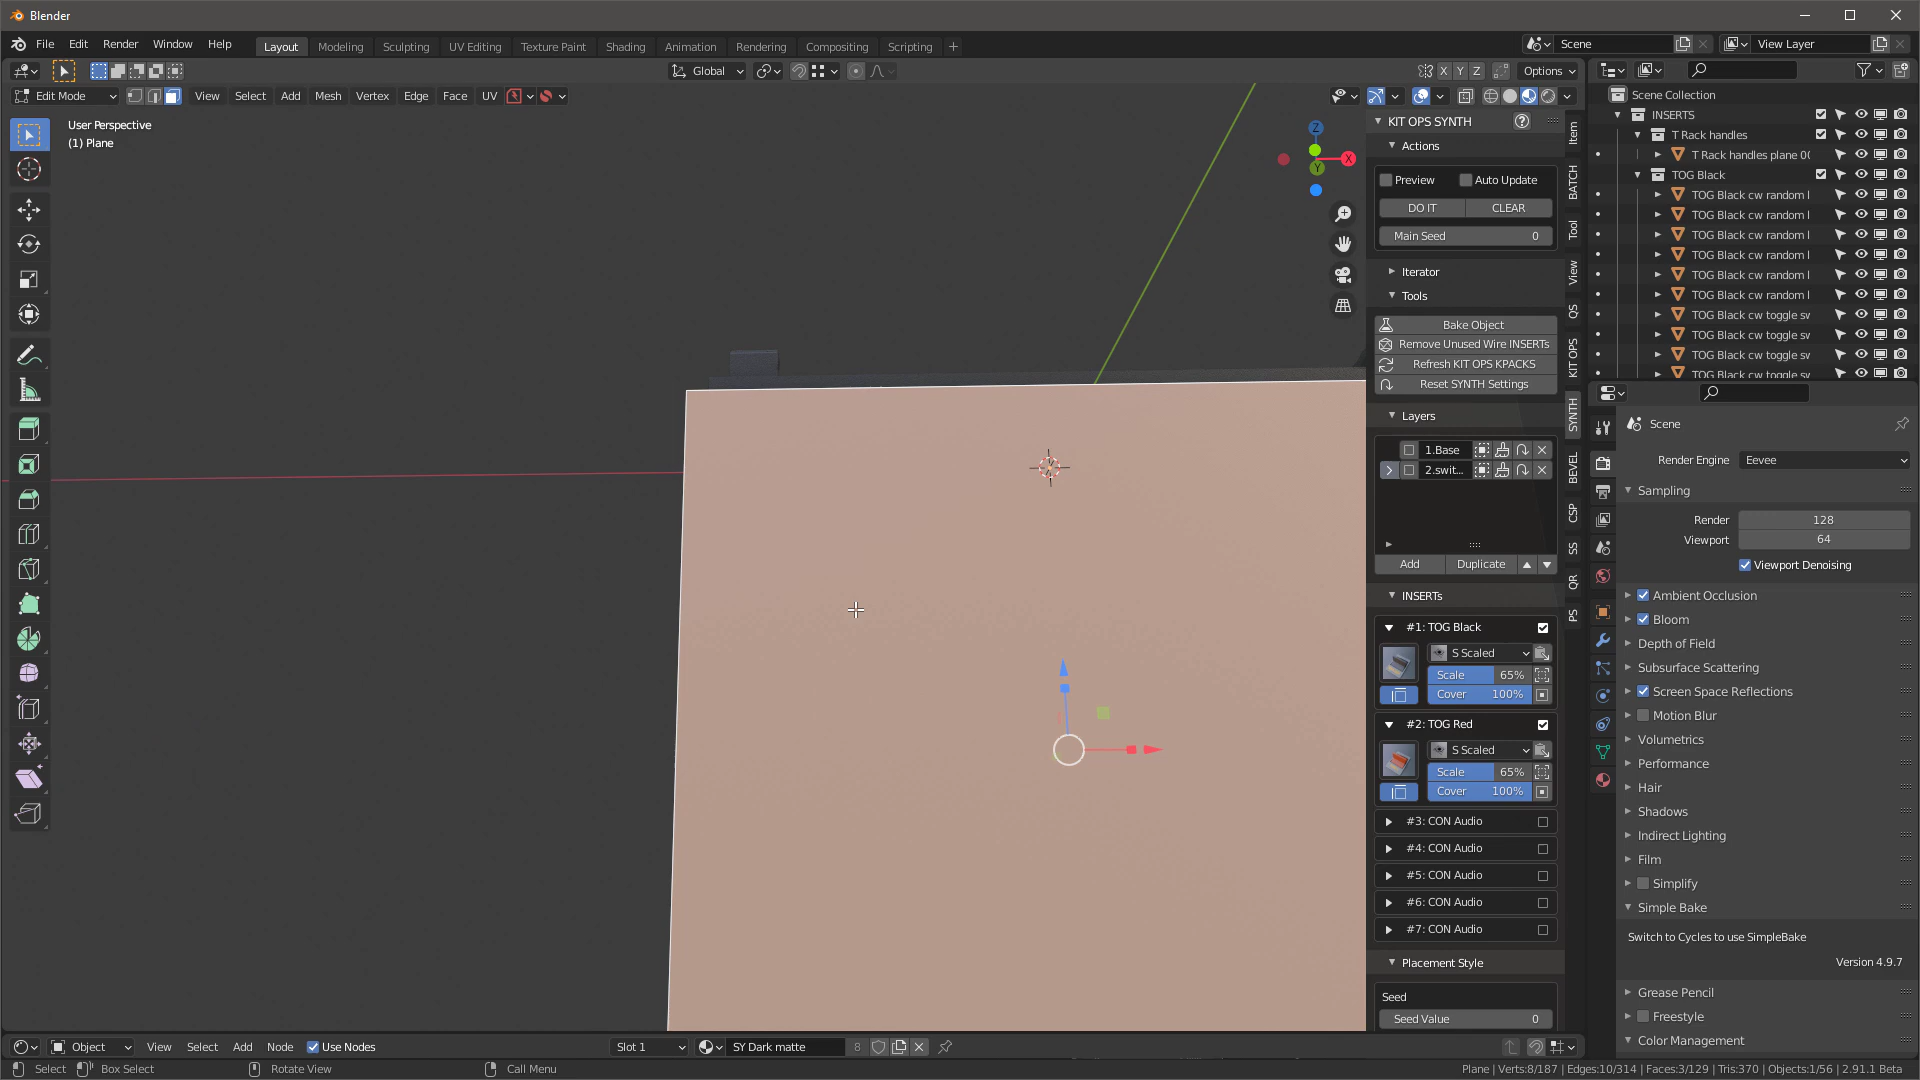 Blender
File Edit Render Window Help
Layout Modeling Sculpting UV Editing Texture Paint Shading Animation Rendering Compositing Scripting +
Scene
View Layer
Global
X Y Z
Options
Edit Mode
View Select Add Mesh Vertex Edge Face UV
User Perspective
(1) Plane
Z
X
Y
KIT OPS SYNTH
Actions
Preview
Auto Update
DO IT
CLEAR
Main Seed 0
Iterator
Tools
Bake Object
Remove Unused Wire INSERTs
Refresh KIT OPS KPACKS
Reset SYNTH Settings
Layers
1.Base
2.swit...
Add
Duplicate
INSERTs
#1: TOG Black
S Scaled
Scale 65%
Cover 100%
#2: TOG Red
S Scaled
Scale 65%
Cover 100%
#3: CON Audio
#4: CON Audio
#5: CON Audio
#6: CON Audio
#7: CON Audio
Placement Style
Seed
Seed Value 0
Item
BATCH
Tool
View
QS
KIT OPS
SYNTH
BEVEL
CSP
SS
QR
PS
Scene Collection
INSERTS
T Rack handles
T Rack handles plane 00
TOG Black
TOG Black cw random l
TOG Black cw random l
TOG Black cw random l
TOG Black cw random l
TOG Black cw random l
TOG Black cw random l
TOG Black cw toggle sw
TOG Black cw toggle sw
TOG Black cw toggle sw
TOG Black cw toggle sw
Scene
Render Engine Eevee
Sampling
Render 128
Viewport 64
Viewport Denoising
Ambient Occlusion
Bloom
Depth of Field
Subsurface Scattering
Screen Space Reflections
Motion Blur
Volumetrics
Performance
Hair
Shadows
Indirect Lighting
Film
Simplify
Simple Bake
Switch to Cycles to use SimpleBake
Version 4.9.7
Grease Pencil
Freestyle
Color Management
Object
View Select Add Node Use Nodes
Slot 1
SY Dark matte
8
Select
Box Select
Rotate View
Call Menu
Plane | Verts:8/187 | Edges:10/314 | Faces:3/129 | Tris:370 | Objects:1/56 | 2.91.1 Beta